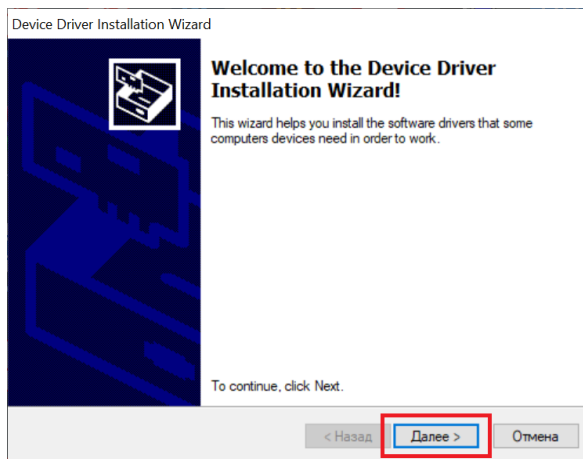 Device Driver Installation Wizard
Welcome to the Device Driver
Installation Wizard!
This wizard helps you install the software drivers that some
computers devices need in order to work.
To continue, click Next.
< Назад Далее > Отмена